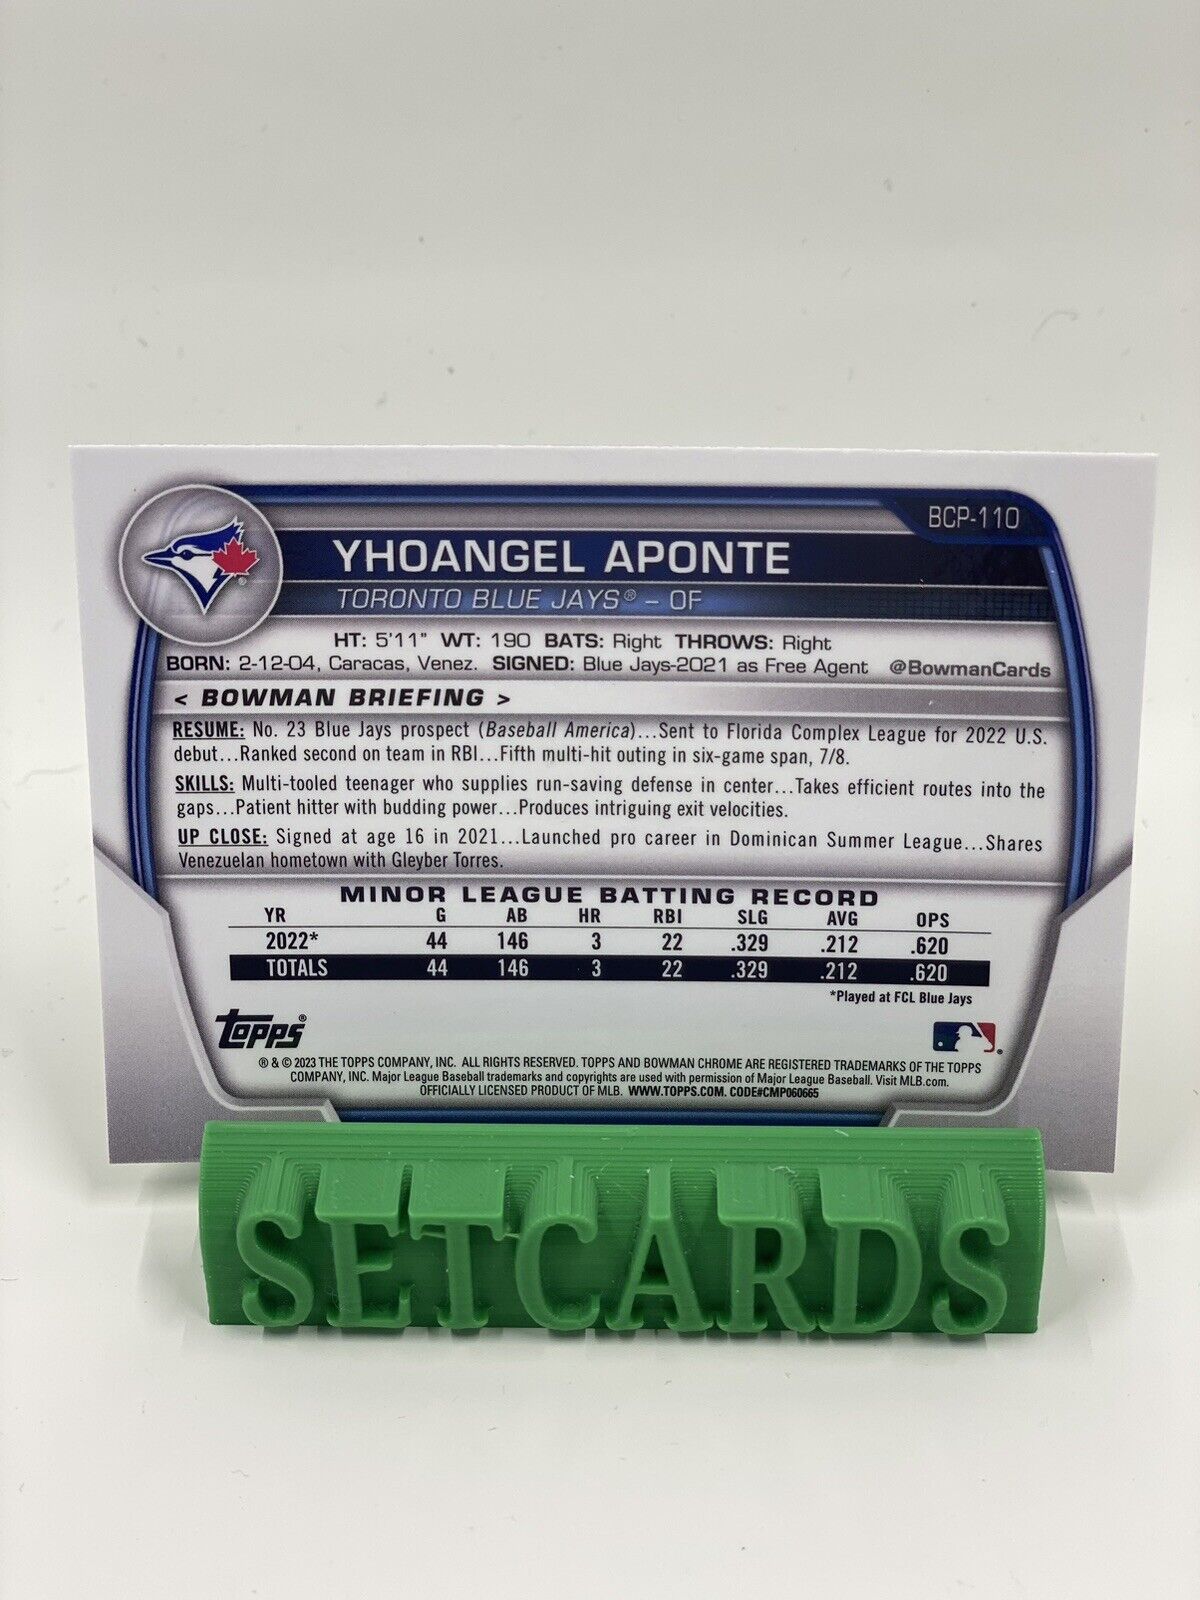 BCP-110
YHOANGEL APONTE
TORONTO BLUE JAYS® – OF
HT: 5'11" WT: 190 BATS: Right THROWS: Right
BORN: 2-12-04, Caracas, Venez. SIGNED: Blue Jays-2021 as Free Agent @BowmanCards
< BOWMAN BRIEFING >
RESUME: No. 23 Blue Jays prospect (Baseball America)...Sent to Florida Complex League for 2022 U.S.
debut...Ranked second on team in RBI...Fifth multi-hit outing in six-game span, 7/8.
SKILLS: Multi-tooled teenager who supplies run-saving defense in center...Takes efficient routes into the
gaps...Patient hitter with budding power...Produces intriguing exit velocities.
UP CLOSE: Signed at age 16 in 2021...Launched pro career in Dominican Summer League...Shares
Venezuelan hometown with Gleyber Torres.
MINOR LEAGUE BATTING RECORD
YR G AB HR RBI SLG AVG OPS
2022* 44 146 3 22 .329 .212 .620
TOTALS 44 146 3 22 .329 .212 .620
*Played at FCL Blue Jays
Topps®
® & © 2023 THE TOPPS COMPANY, INC. ALL RIGHTS RESERVED. TOPPS AND BOWMAN CHROME ARE REGISTERED TRADEMARKS OF THE TOPPS
COMPANY, INC. Major League Baseball trademarks and copyrights are used with permission of Major League Baseball. Visit MLB.com.
OFFICIALLY LICENSED PRODUCT OF MLB. WWW.TOPPS.COM. CODE#CMP060665
SETCARDS